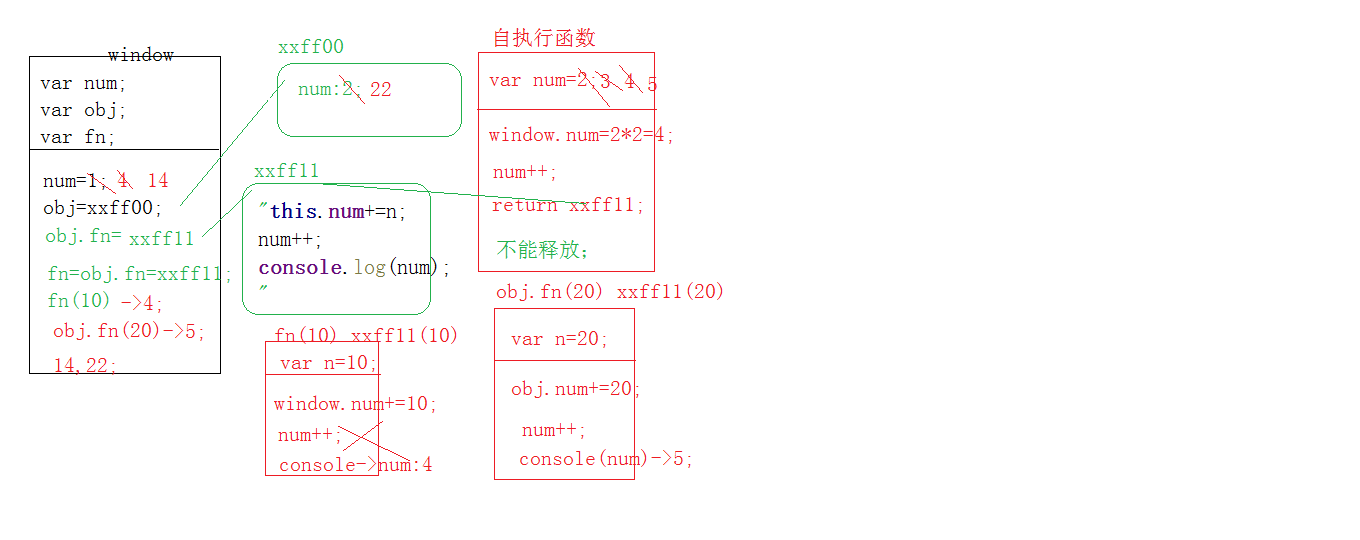 window
var num;
var obj;
var fn;
num=1; 4 14
obj=xxff00;
obj.fn= xxff11
fn=obj.fn=xxff11;
fn(10) ->4;
obj.fn(20)->5;
14,22;
xxff00
num:2; 22
xxff11
"this.num+=n;
num++;
console.log(num);
"
fn(10) xxff11(10)
var n=10;
window.num+=10;
num++;
console->num:4
自执行函数
var num=2;3 4 5
window.num=2*2=4;
num++;
return xxff11;
不能释放;
obj.fn(20) xxff11(20)
var n=20;
obj.num+=20;
num++;
console(num)->5;